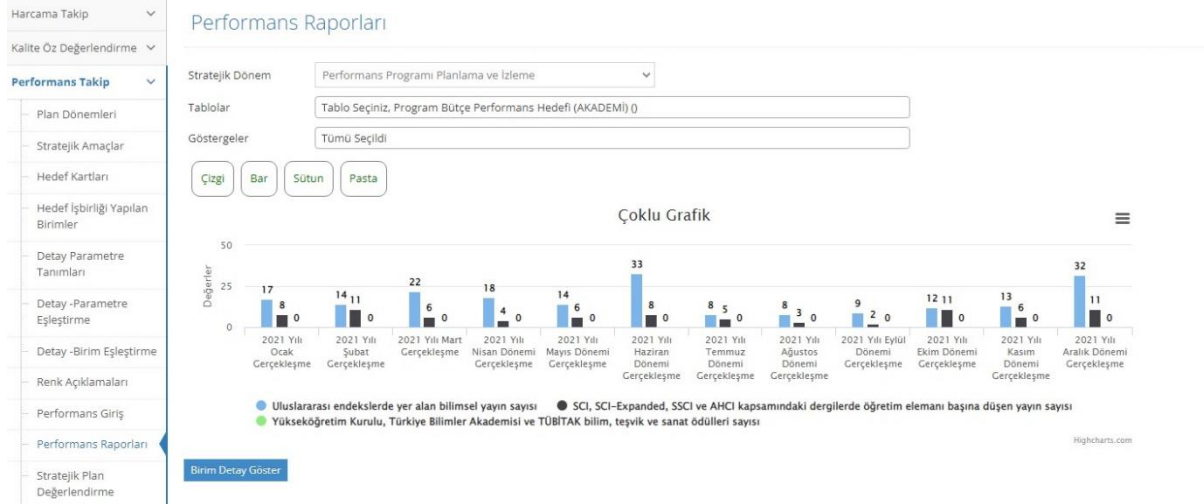 Harcama Takip
Kalite Öz Değerlendirme
Performans Takip
Plan Dönemleri
Stratejik Amaçlar
Hedef Kartları
Hedef İşbirliği Yapılan
Birimler
Detay Parametre
Tanımları
Detay -Parametre
Eşleştirme
Detay -Birim Eşleştirme
Renk Açıklamaları
Performans Giriş
Performans Raporları
Stratejik Plan
Değerlendirme
Performans Raporları
Stratejik Dönem
Performans Programı Planlama ve İzleme
Tablolar
Tablo Seçiniz, Program Bütçe Performans Hedefi (AKADEMİ) ()
Göstergeler
Tümü Seçildi
Çizgi Bar Sütun Pasta
Çoklu Grafik
Değerler
50
25
0
17 8 0
14 11 0
22 6 0
18 4 0
14 6 0
33 8 0
8 5 0
8 3 0
9 2 0
12 11 0
13 6 0
32 11 0
2021 Yılı
Ocak
Gerçekleşme
2021 Yılı
Şubat
Gerçekleşme
2021 Yılı Mart
Gerçekleşme
2021 Yılı
Nisan Dönemi
Gerçekleşme
2021 Yılı
Mayıs Dönemi
Gerçekleşme
2021 Yılı
Haziran
Dönemi
Gerçekleşme
2021 Yılı
Temmuz
Dönemi
Gerçekleşme
2021 Yılı
Ağustos
Dönemi
Gerçekleşme
2021 Yılı Eylül
Dönemi
Gerçekleşme
2021 Yılı
Ekim Dönemi
Gerçekleşme
2021 Yılı
Kasım
Dönemi
Gerçekleşme
2021 Yılı
Aralık Dönemi
Gerçekleşme
Uluslararası endekslerde yer alan bilimsel yayın sayısı
SCI, SCI-Expanded, SSCI ve AHCI kapsamındaki dergilerde öğretim elemanı başına düşen yayın sayısı
Yükseköğretim Kurulu, Türkiye Bilimler Akademisi ve TÜBİTAK bilim, teşvik ve sanat ödülleri sayısı
Highcharts.com
Birim Detay Göster